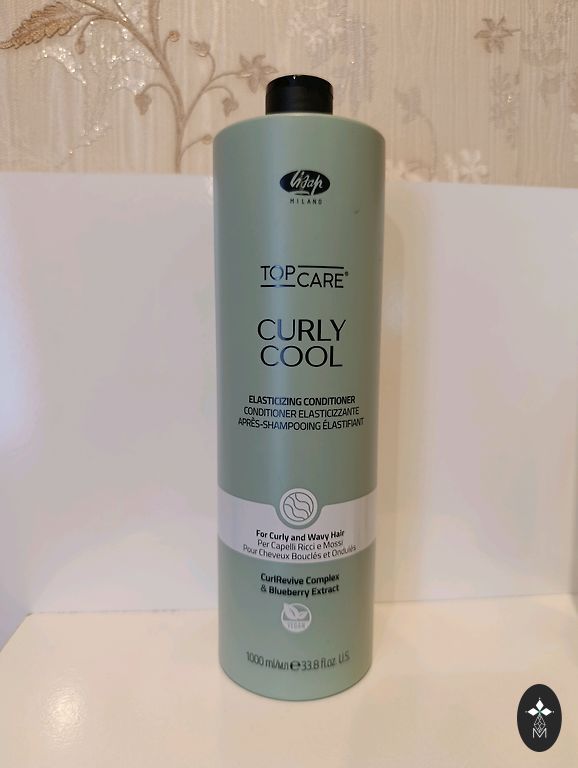 lisap
MILANO
TOP CARE®
CURLY
COOL
ELASTICIZING CONDITIONER
CONDITIONER ELASTICIZZANTE
APRÈS-SHAMPOOING ÉLASTIFIANT
For Curly and Wavy Hair
Per Capelli Ricci e Mossi
Pour Cheveux Bouclés et Ondulés
CurlRevive Complex
& Blueberry Extract
VEGAN
1000 ml/мл ℮ 33.8 fl.oz. U.S.
M